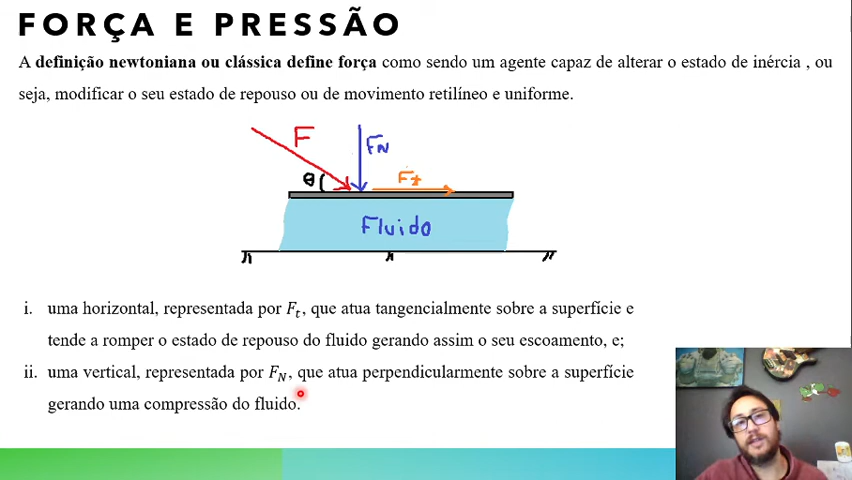 FORÇA E PRESSÃO
A definição newtoniana ou clássica define força como sendo um agente capaz de alterar o estado de inércia , ou
seja, modificar o seu estado de repouso ou de movimento retilíneo e uniforme.
F
FN
θ
Ft
Fluido
i. uma horizontal, representada por Ft, que atua tangencialmente sobre a superfície e
tende a romper o estado de repouso do fluido gerando assim o seu escoamento, e;
ii. uma vertical, representada por FN, que atua perpendicularmente sobre a superfície
gerando uma compressão do fluido.